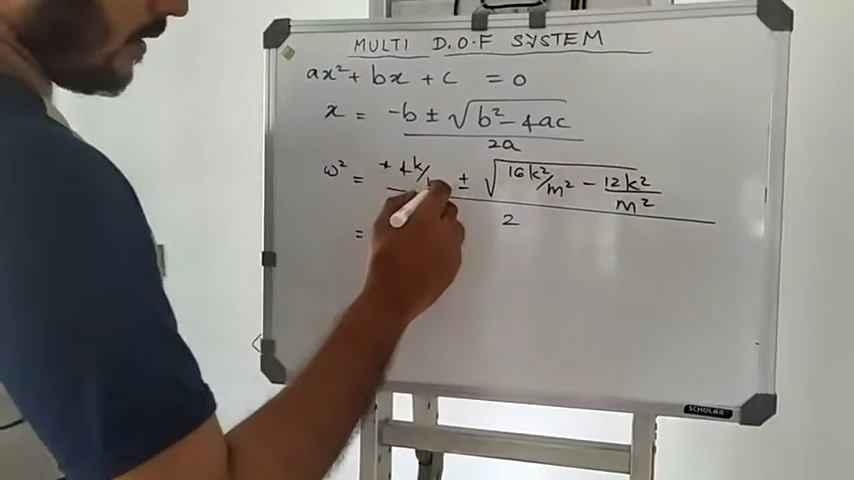 MULTI D.O.F SYSTEM
ax² + bx + c = 0
x = -b ± √b² - 4ac
2a
ω² = + 4k/ ± √16k²/m² - 12k²/m²
2
=
SCHOLAR